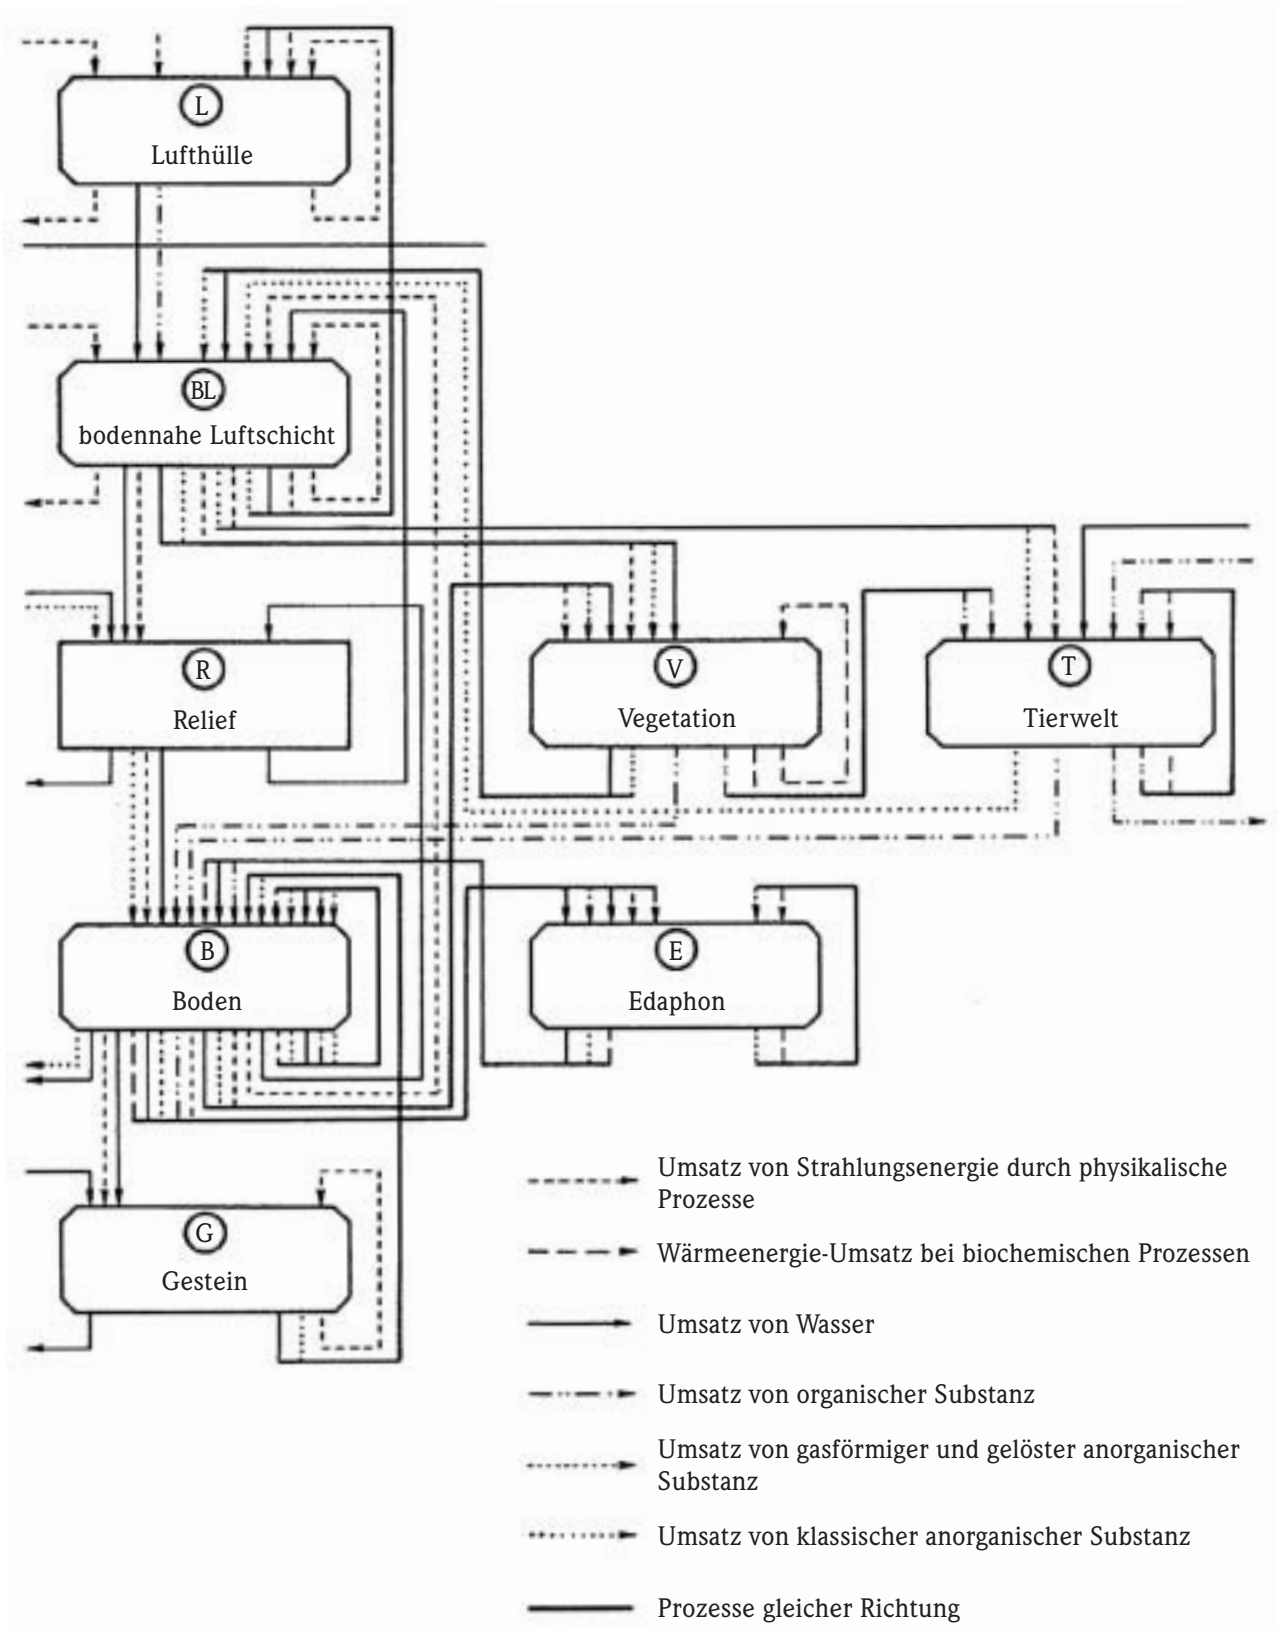 L
Lufthülle
BL
bodennahe Luftschicht
R
Relief
V
Vegetation
T
Tierwelt
B
Boden
E
Edaphon
G
Gestein
Umsatz von Strahlungsenergie durch physikalische
Prozesse
Wärmeenergie-Umsatz bei biochemischen Prozessen
Umsatz von Wasser
Umsatz von organischer Substanz
Umsatz von gasförmiger und gelöster anorganischer
Substanz
Umsatz von klassischer anorganischer Substanz
Prozesse gleicher Richtung